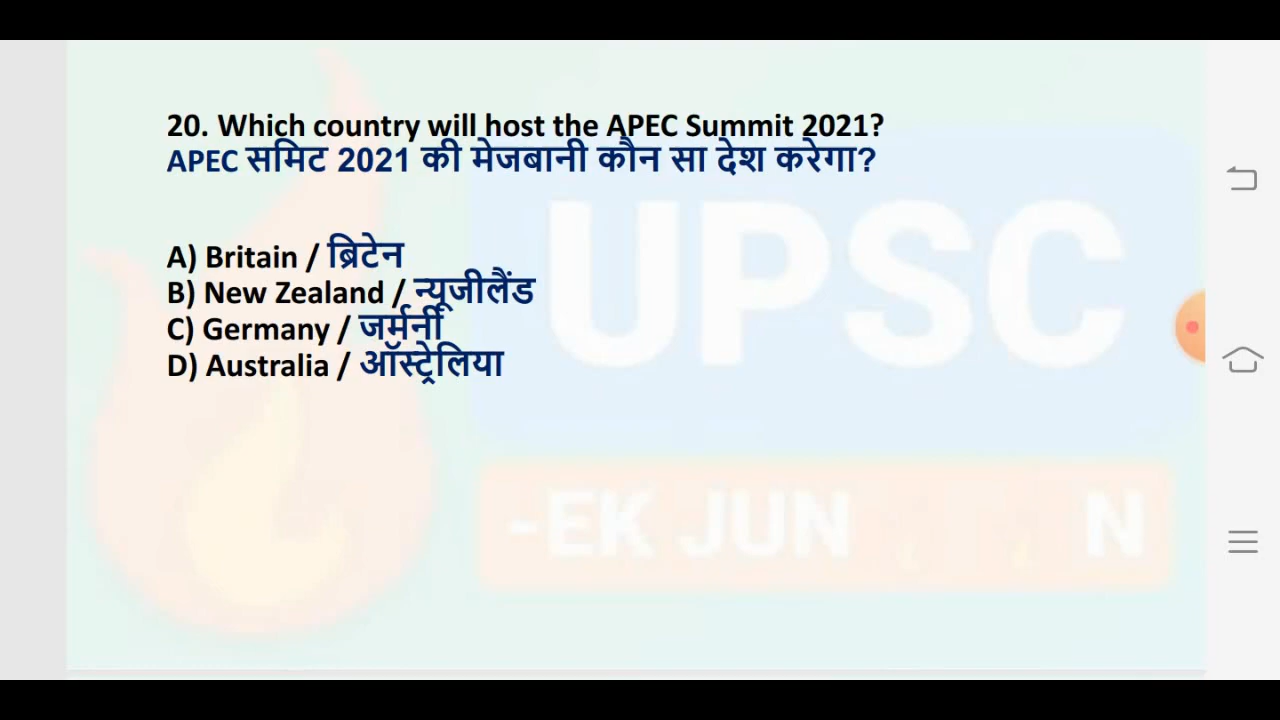 20. Which country will host the APEC Summit 2021?
APEC समिट 2021 की मेजबानी कौन सा देश करेगा?
A) Britain / ब्रिटेन
B) New Zealand / न्यूजीलैंड
C) Germany / जर्मनी
D) Australia / ऑस्ट्रेलिया
UPSC
-EK JUN N